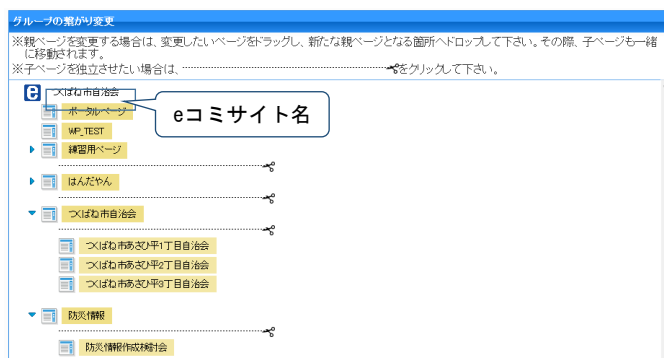 グループの繋がり変更
※親ページを変更する場合は、変更したいページをドラッグし、新たな親ページとなる箇所へドロップして下さい。その際、子ページも一緒
に移動されます。
※子ページを独立させたい場合は、をクリックして下さい。
つくばね市自治会
eコミサイト名
ポータルページ
WP_TEST
練習用ページ
はんだやん
つくばね市自治会
つくばね市あさひ平1丁目自治会
つくばね市あさひ平2丁目自治会
つくばね市あさひ平3丁目自治会
防災情報
防災情報作成検討会